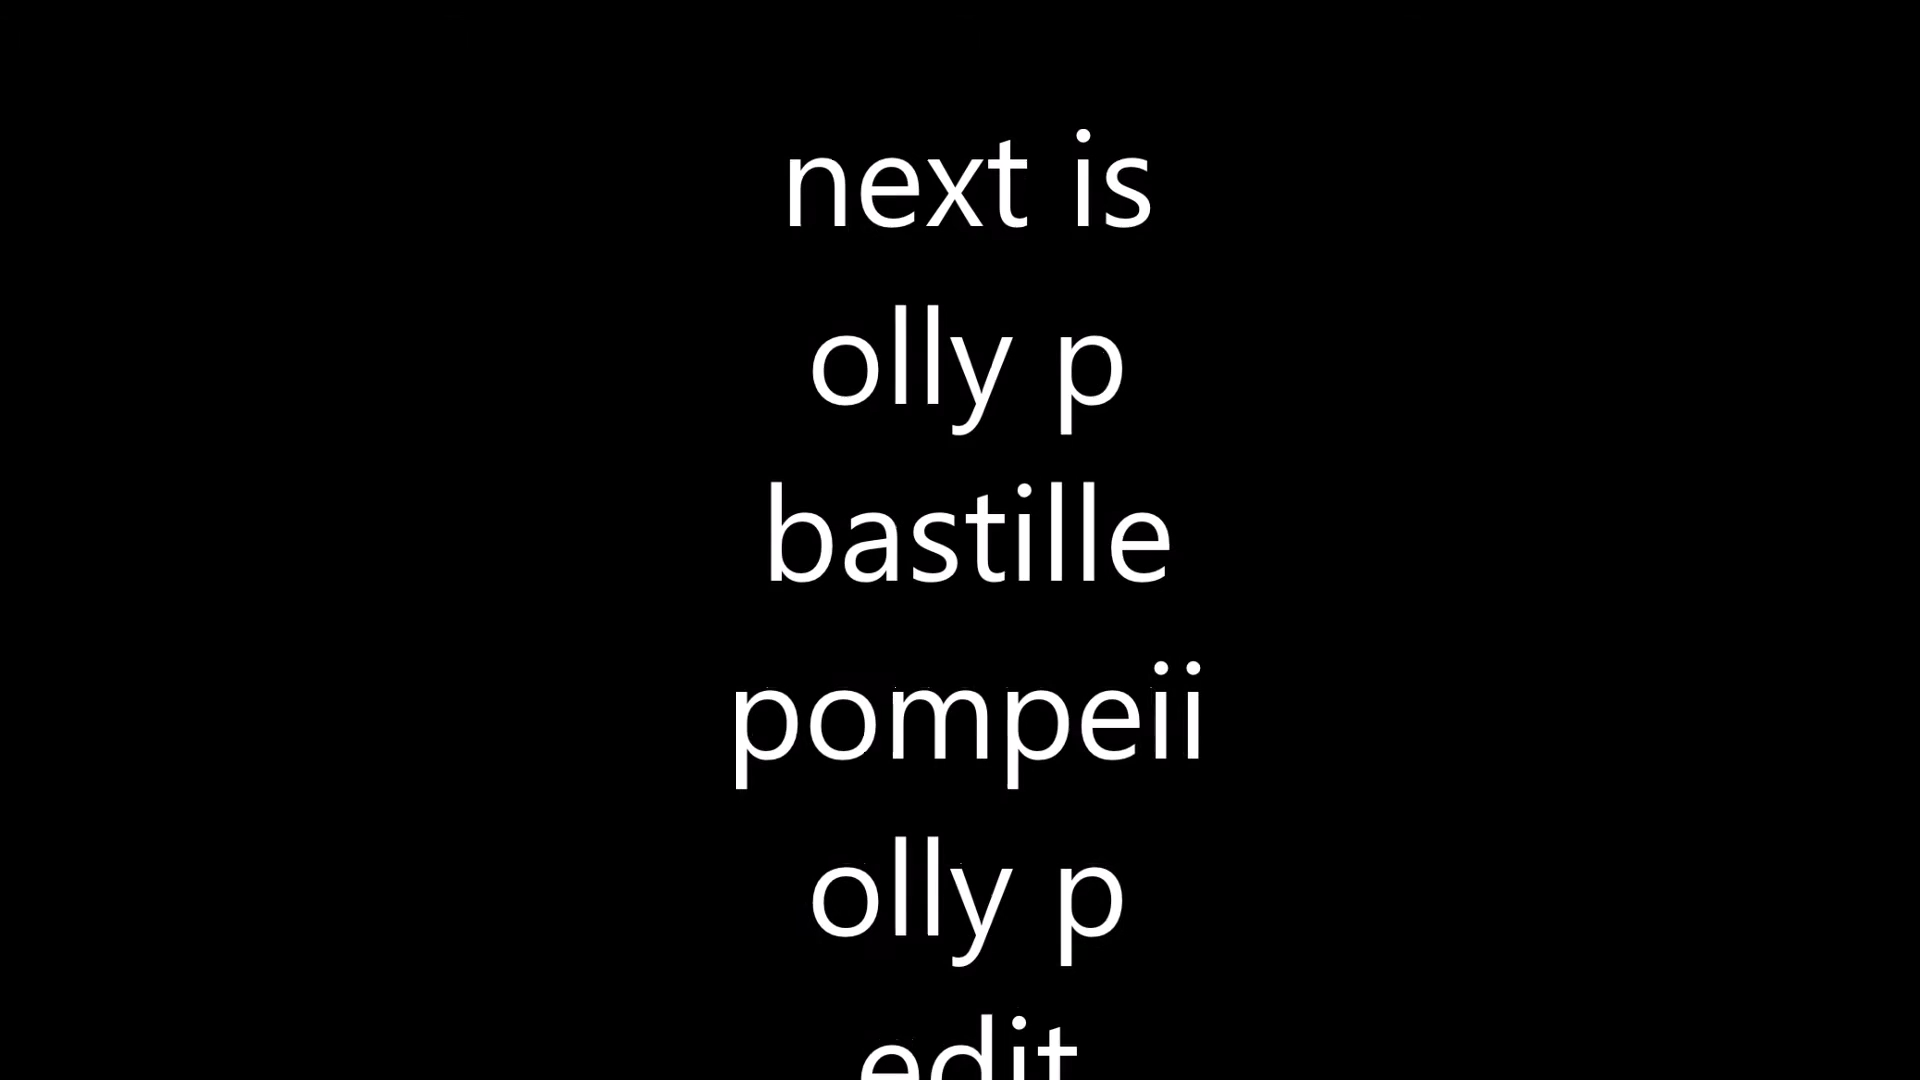 next is
olly p
bastille
pompeii
olly p
edit